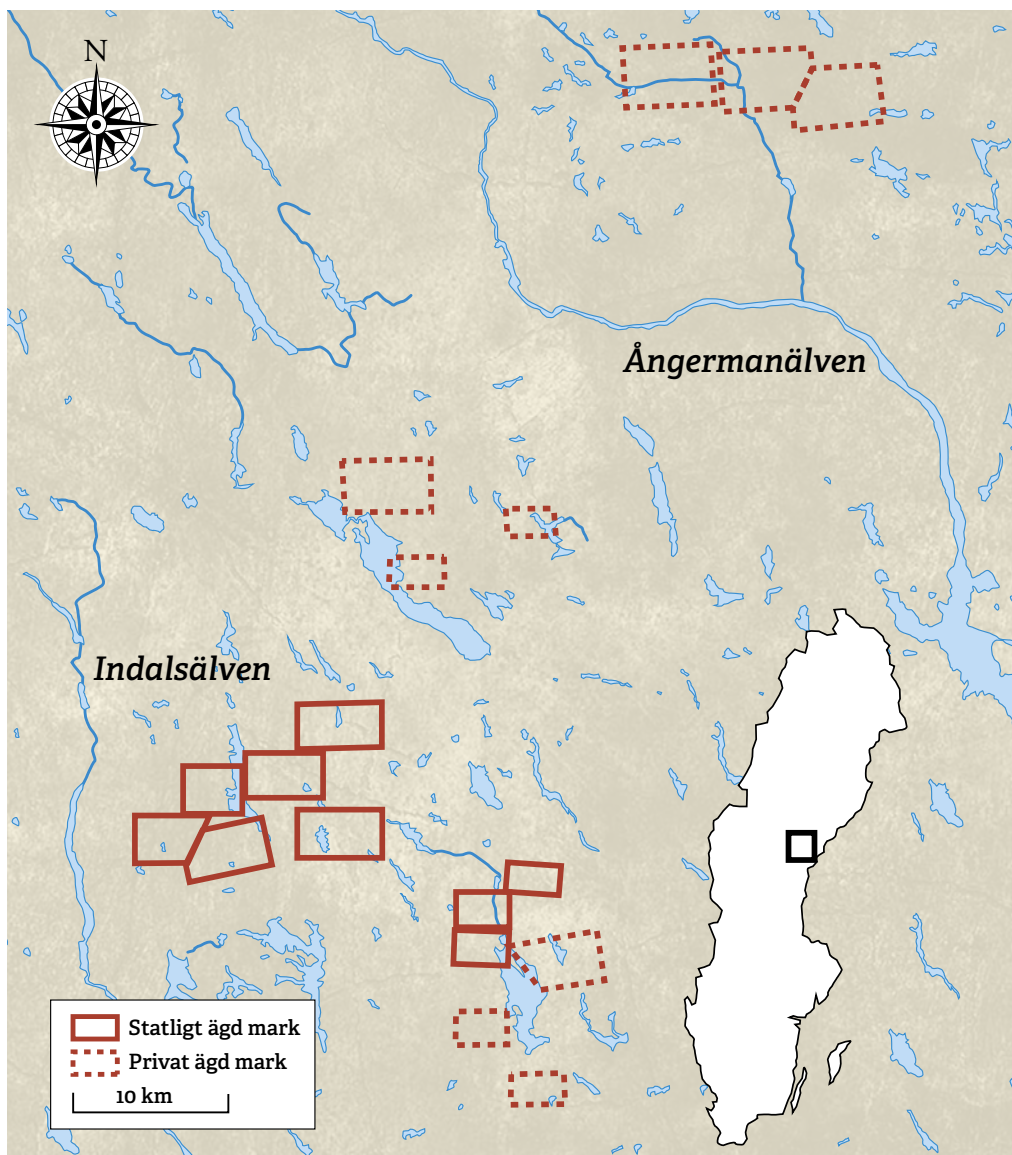 N
Ångermanälven
Indalsälven
Statligt ägd mark
Privat ägd mark
10 km